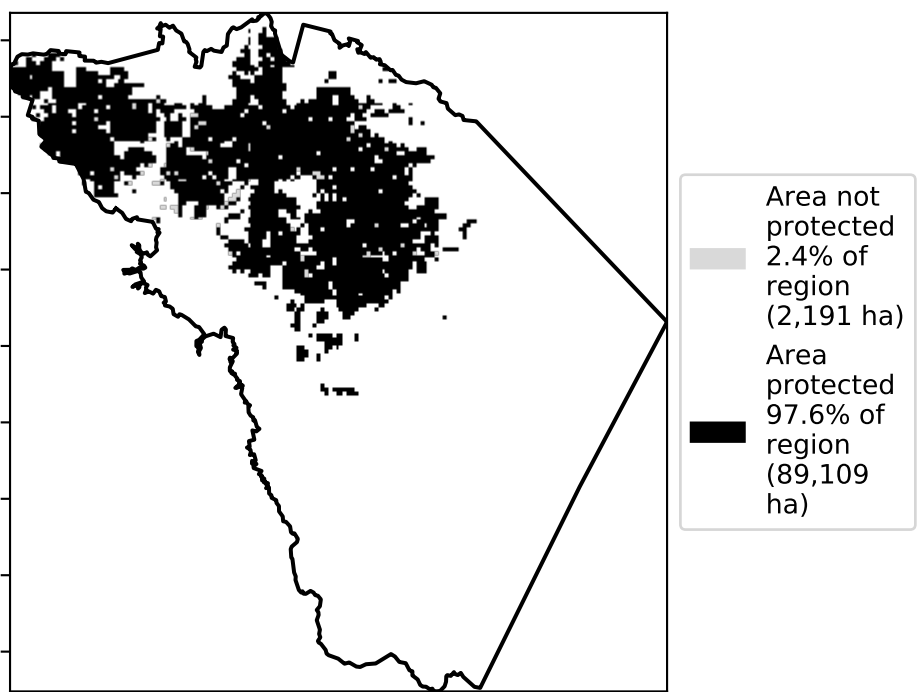 Area not
protected
2.4% of
region
(2,191 ha)
Area
protected
97.6% of
region
(89,109
ha)